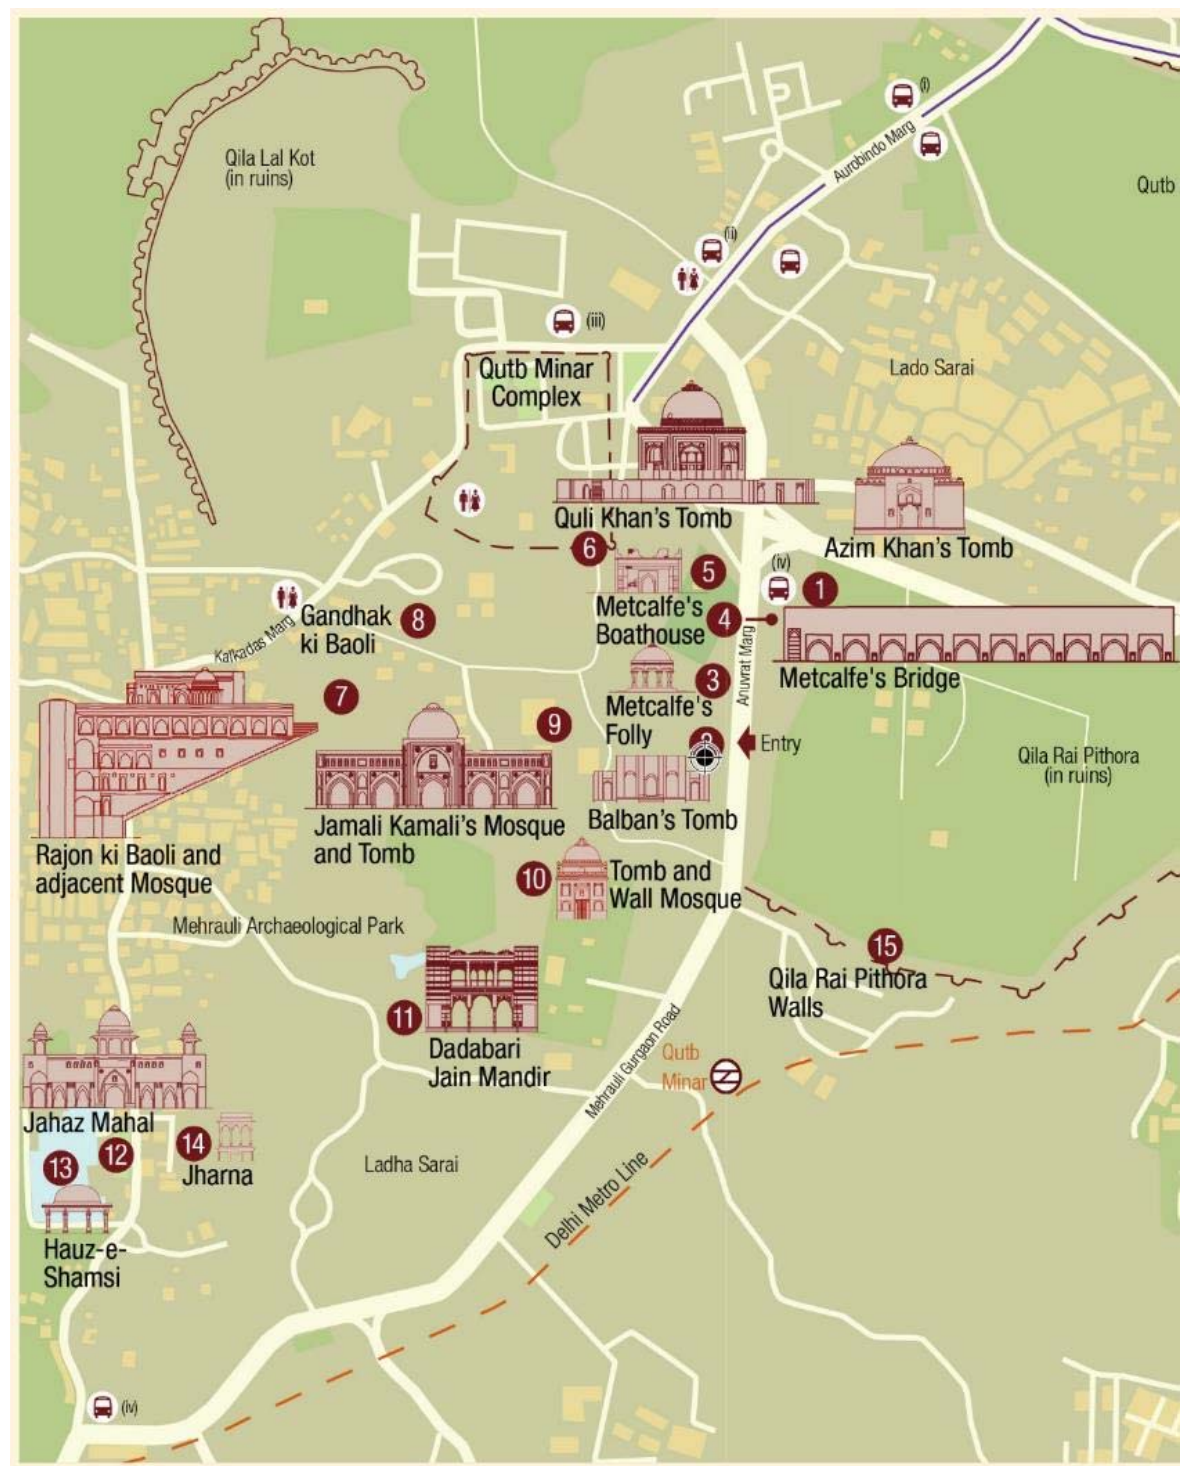 (i)
Aurobindo Marg
Qila Lal Kot
(in ruins)
Qutb
(ii)
(iii)
Qutb Minar
Complex
Lado Sarai
Quli Khan's Tomb
Azim Khan's Tomb
6
5
(iv)
1
Metcalfe's
Boathouse
4
Gandhak
ki Baoli
8
Kalkadas Marg
Anuvrat Marg
Metcalfe's Bridge
3
7
Metcalfe's
Folly
9
Entry
Qila Rai Pithora
(in ruins)
Jamali Kamali's Mosque
and Tomb
Balban's Tomb
Rajon ki Baoli and
adjacent Mosque
10
Tomb and
Wall Mosque
Mehrauli Archaeological Park
15
Qila Rai Pithora
Walls
11
Dadabari
Jain Mandir
Mehrauli Gurgaon Road
Qutb
Minar
Jahaz Mahal
12
13
14
Jharna
Ladha Sarai
Delhi Metro Line
Hauz-e-
Shamsi
(iv)